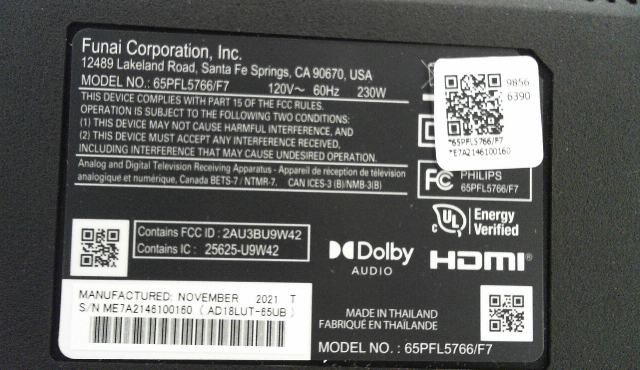 Funai Corporation, Inc.
12489 Lakeland Road, Santa Fe Springs, CA 90670, USA
MODEL NO. : 65PFL5766/F7 120V~ 60Hz 230W
THIS DEVICE COMPLIES WITH PART 15 OF THE FCC RULES.
OPERATION IS SUBJECT TO THE FOLLOWING TWO CONDITIONS:
(1) THIS DEVICE MAY NOT CAUSE HARMFUL INTERFERENCE, AND
(2) THIS DEVICE MUST ACCEPT ANY INTERFERENCE RECEIVED,
INCLUDING INTERFERENCE THAT MAY CAUSE UNDESIRED OPERATION.
Analog and Digital Television Receiving Apparatus - Appareil de réception de télévision
analogique et numérique, Canada BETS-7 / NTMR-7. CAN ICES-3 (B)/NMB-3(B)
9856
6390
*65PFL5766/F7
*E7A2146100160
FC PHILIPS
65PFL5766/F7
Contains FCC ID : 2AU3BU9W42
Contains IC : 25625-U9W42
Dolby
AUDIO
c UL Energy
Verified
HDMI®
MANUFACTURED: NOVEMBER 2021 T
S/N ME7A2146100160 ( AD18LUT-65UB )
MADE IN THAILAND
FABRIQUÉ EN THAÏLANDE
MODEL NO. : 65PFL5766/F7